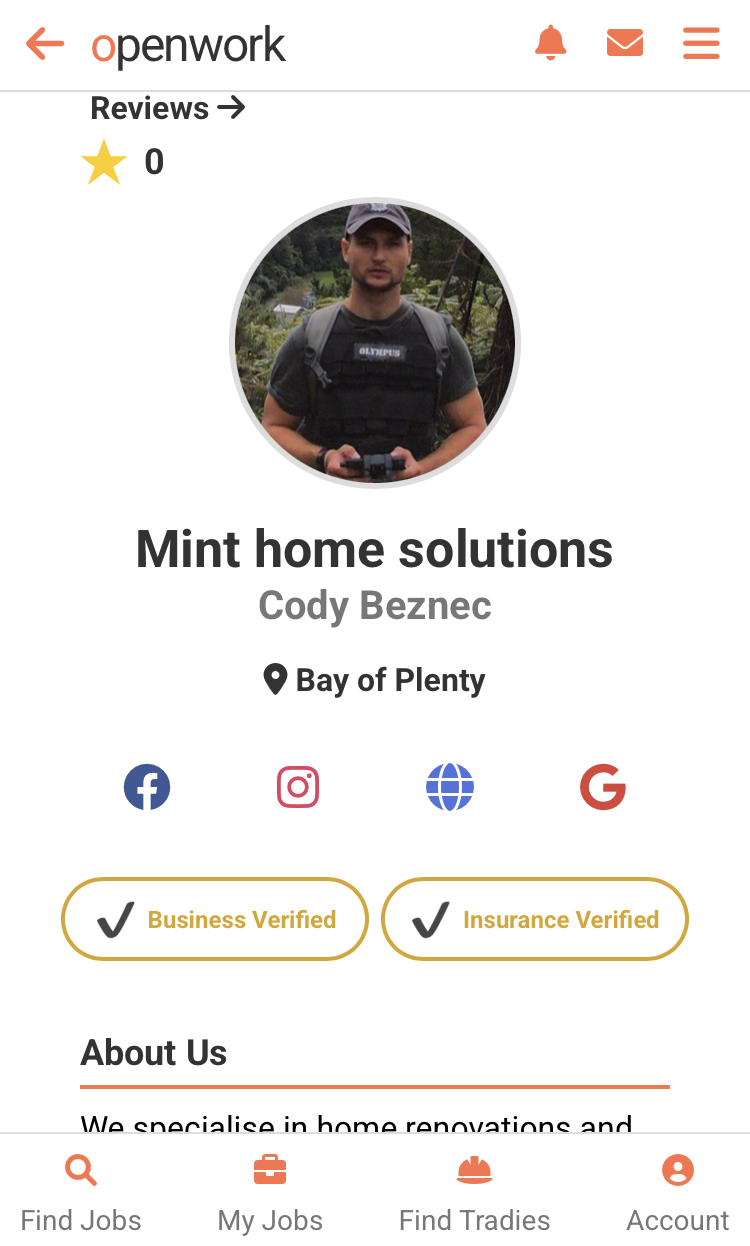 openwork
Reviews →
0
OLYMPUS
Mint home solutions
Cody Beznec
Bay of Plenty
Business Verified
Insurance Verified
About Us
We specialise in home renovations and
Find Jobs
My Jobs
Find Tradies
Account